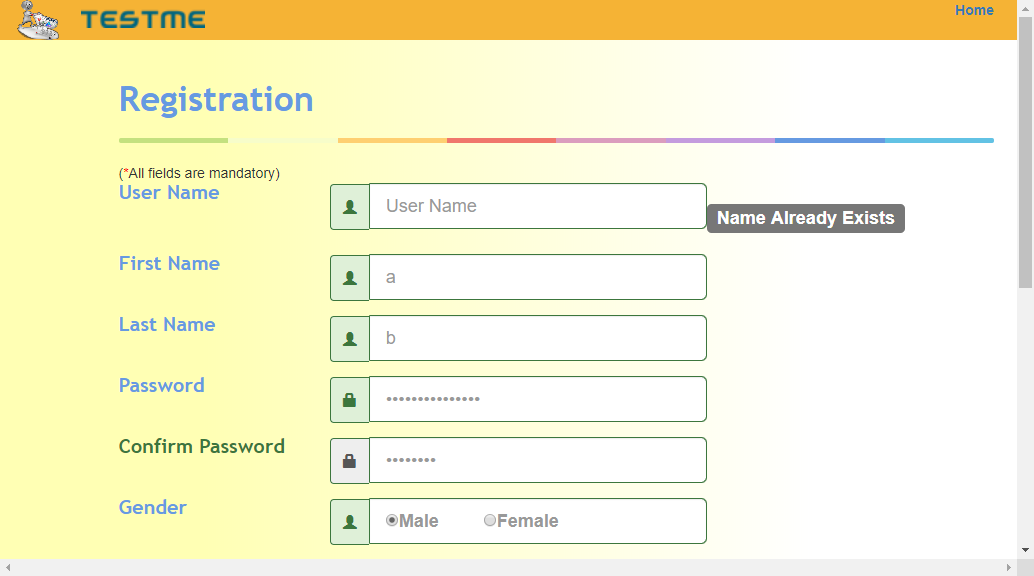 TESTME
Home
Registration
(*All fields are mandatory)
User Name
User Name
Name Already Exists
First Name
a
Last Name
b
Password
•••••••••••••••
Confirm Password
••••••••
Gender
Male Female